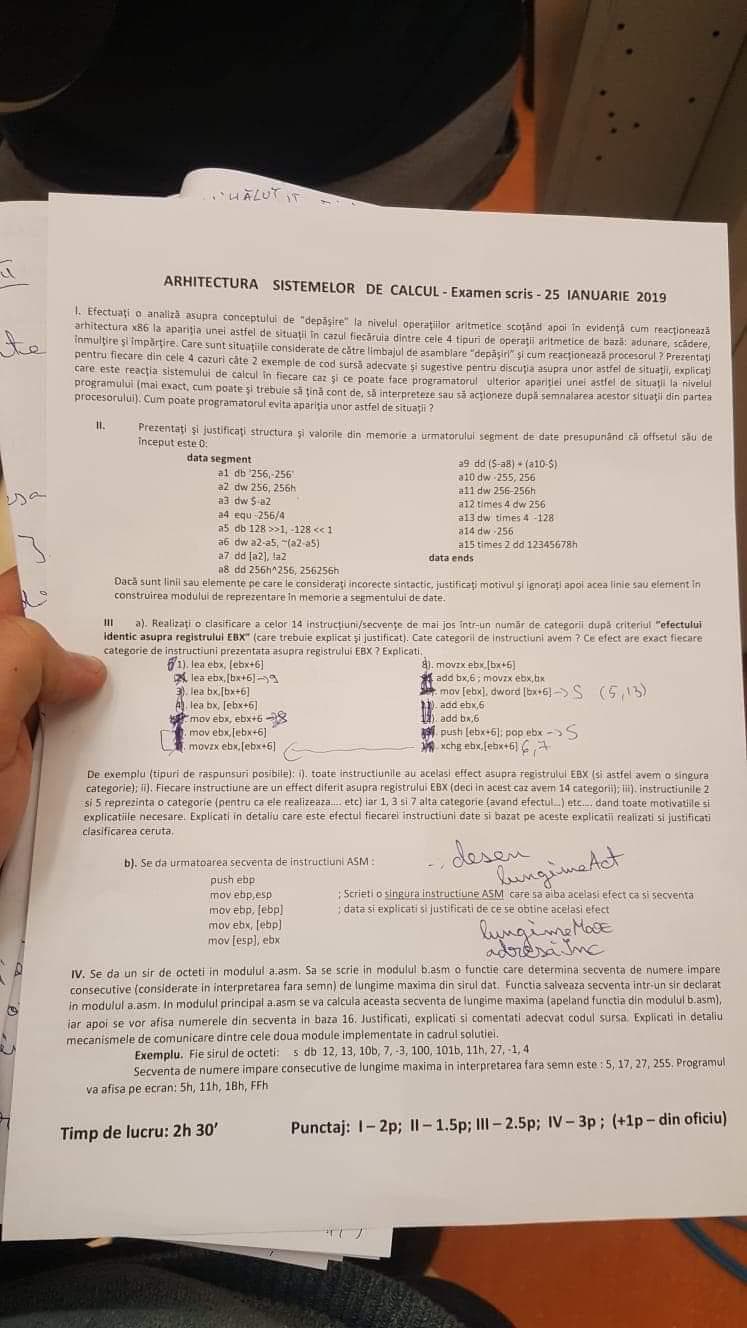 HĂLUȚIT
ARHITECTURA SISTEMELOR DE CALCUL - Examen scris - 25 IANUARIE 2019
I. Efectuaţi o analiză asupra conceptului de "depăşire" la nivelul operaţiilor aritmetice scoţând apoi în evidenţă cum reacţionează
arhitectura x86 la apariţia unei astfel de situaţii în cazul fiecăruia dintre cele 4 tipuri de operaţii aritmetice de bază: adunare, scădere,
înmulţire şi împărţire. Care sunt situaţiile considerate de către limbajul de asamblare "depăşiri" şi cum reacţionează procesorul ? Prezentaţi
pentru fiecare din cele 4 cazuri câte 2 exemple de cod sursă adecvate şi sugestive pentru discuţia asupra unor astfel de situaţii, explicaţi
care este reacţia sistemului de calcul în fiecare caz şi ce poate face programatorul ulterior apariţiei unei astfel de situaţii la nivelul
programului (mai exact, cum poate şi trebuie să ţină cont de, să interpreteze sau să acţioneze după semnalarea acestor situaţii din partea
procesorului). Cum poate programatorul evita apariţia unor astfel de situaţii ?
II. Prezentaţi şi justificaţi structura şi valorile din memorie a urmatorului segment de date presupunând că offsetul său de
început este 0:
data segment
a1 db '256,-256'
a2 dw 256, 256h
a3 dw $-a2
a4 equ -256/4
a5 db 128 >>1, -128 << 1
a6 dw a2-a5, ~(a2-a5)
a7 dd [a2], !a2
a8 dd 256h^256, 256256h
a9 dd ($-a8) + (a10-$)
a10 dw -255, 256
a11 dw 256-256h
a12 times 4 dw 256
a13 dw times 4 -128
a14 dw -256
a15 times 2 dd 12345678h
data ends
Dacă sunt linii sau elemente pe care le consideraţi incorecte sintactic, justificaţi motivul şi ignoraţi apoi acea linie sau element în
construirea modului de reprezentare în memorie a segmentului de date.
III a). Realizaţi o clasificare a celor 14 instrucţiuni/secvenţe de mai jos într-un număr de categorii după criteriul "efectului
identic asupra registrului EBX" (care trebuie explicat şi justificat). Cate categorii de instructiuni avem ? Ce efect are exact fiecare
categorie de instructiuni prezentata asupra registrului EBX ? Explicati.
1). lea ebx, [ebx+6]
lea ebx,[bx+6] -> 9
3). lea bx,[bx+6]
lea bx, [ebx+6]
mov ebx, ebx+6 -> 8
mov ebx,[ebx+6]
movzx ebx,[ebx+6]
8). movzx ebx,[bx+6]
add bx,6 ; movzx ebx,bx
mov [ebx], dword [bx+6] -> S (5,13)
add ebx,6
add bx,6
push [ebx+6]; pop ebx -> S
xchg ebx,[ebx+6] 6,7
De exemplu (tipuri de raspunsuri posibile): i). toate instructiunile au acelasi effect asupra registrului EBX (si astfel avem o singura
categorie); ii). Fiecare instructiune are un effect diferit asupra registrului EBX (deci in acest caz avem 14 categorii); iii). instructiunile 2
si 5 reprezinta o categorie (pentru ca ele realizeaza.... etc) iar 1, 3 si 7 alta categorie (avand efectul...) etc.... dand toate motivatiile si
explicatiile necesare. Explicati in detaliu care este efectul fiecarei instructiuni date si bazat pe aceste explicatii realizati si justificati
clasificarea ceruta.
b). Se da urmatoarea secventa de instructiuni ASM :
push ebp
mov ebp,esp
mov ebp, [ebp]
mov ebx, [ebp]
mov [esp], ebx
; Scrieti o singura instructiune ASM care sa aiba acelasi efect ca si secventa
; data si explicati si justificati de ce se obtine acelasi efect
desen
lungimeAct
lungimeMaxE
adresăInc
IV. Se da un sir de octeti in modulul a.asm. Sa se scrie in modulul b.asm o functie care determina secventa de numere impare
consecutive (considerate in interpretarea fara semn) de lungime maxima din sirul dat. Functia salveaza secventa intr-un sir declarat
in modulul a.asm. In modulul principal a.asm se va calcula aceasta secventa de lungime maxima (apeland functia din modulul b.asm),
iar apoi se vor afisa numerele din secventa in baza 16. Justificati, explicati si comentati adecvat codul sursa. Explicati in detaliu
mecanismele de comunicare dintre cele doua module implementate in cadrul solutiei.
Exemplu. Fie sirul de octeti: s db 12, 13, 10b, 7, -3, 100, 101b, 11h, 27, -1, 4
Secventa de numere impare consecutive de lungime maxima in interpretarea fara semn este : 5, 17, 27, 255. Programul
va afisa pe ecran: 5h, 11h, 1Bh, FFh
Timp de lucru: 2h 30' Punctaj: I – 2p; II – 1.5p; III – 2.5p; IV – 3p ; (+1p – din oficiu)